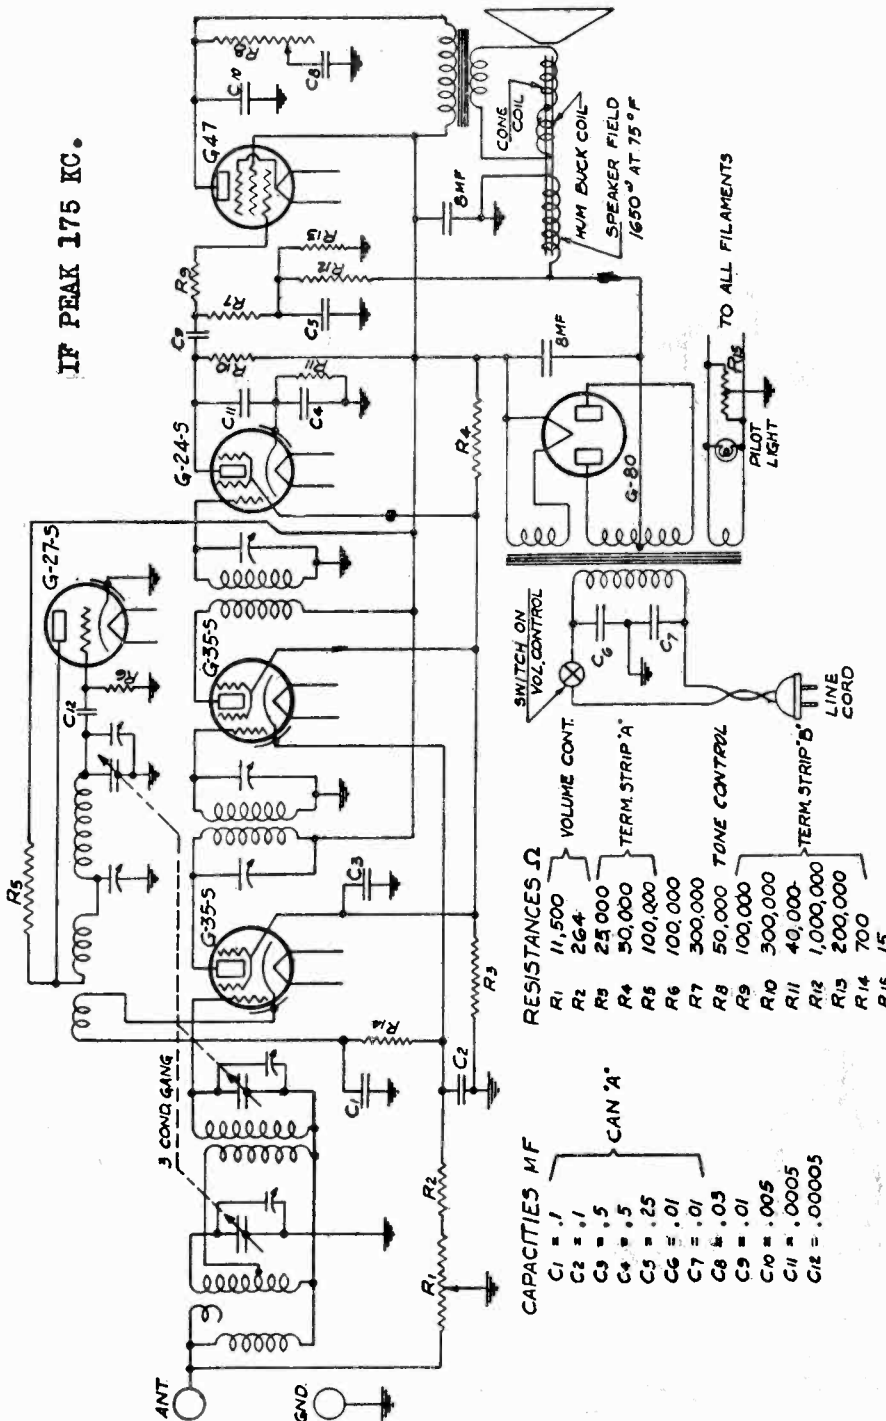 IF PEAK 175 KC.
ANT.
GND.
3 COND. GANG
R5
G-27-S
C12
R6
G-35-S
G-35-S
G-24-S
G47
C3
C1
R14
C2
R3
R4
R1
R2
C11
C4
R11
R10
C9
R7
R9
C5
R12
R13
C10
R8
C8
8MF
CONE COIL
HUM BUCK COIL
SPEAKER FIELD
1650ω AT 75°F
8MF
G-80
TO ALL FILAMENTS
R15
PILOT
LIGHT
SWITCH ON
VOL. CONTROL
C6
C7
LINE
CORD
CAPACITIES MF
C1 = .1
C2 = .1
C3 = .5
C4 = .5
C5 = .25
C6 = .01
C7 = .01
C8 = .03
C9 = .01
C10 = .005
C11 = .0005
C12 = .00005
CAN "A"
RESISTANCES Ω
R1 11,500
R2 264
VOLUME CONT.
R3 25,000
R4 30,000
R5 100,000
TERM. STRIP "A"
R6 100,000
R7 300,000
R8 50,000 TONE CONTROL
R9 100,000
R10 300,000
R11 40,000
R12 1,000,000
R13 200,000
R14 700
TERM. STRIP "B"
R15 15